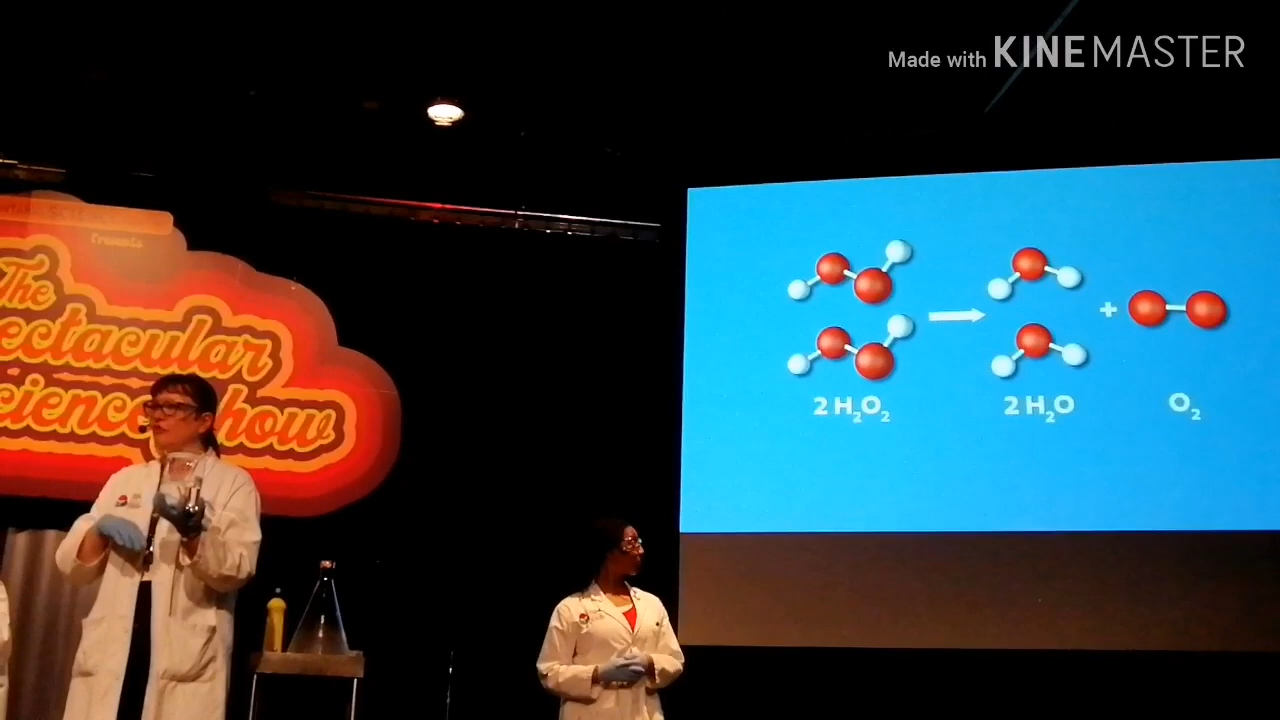 Made with KINEMASTER
The
ectacular
cience how
2 H₂O₂
2 H₂O
+ O₂